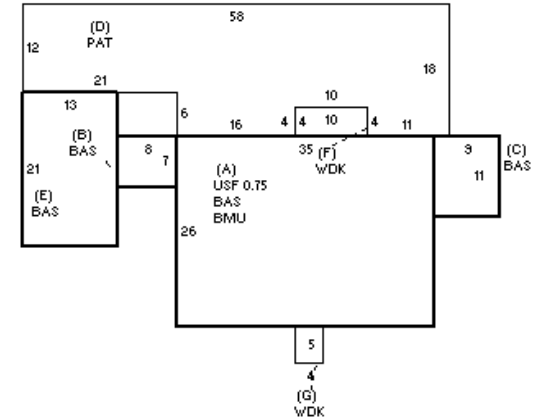 58
(D)
PAT
12
18
21
13
10
6
16
4
4
10
4
11
(B)
BAS
8
7
35
(F)
WDK
9
11
(C)
BAS
21
(E)
BAS
(A)
USF 0.75
BAS
BMU
26
5
4
(G)
WDK